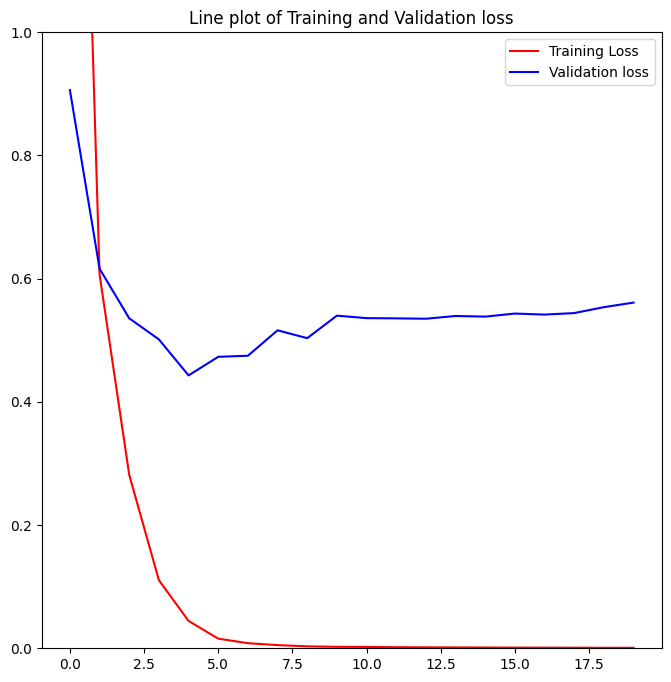 Line plot of Training and Validation loss
Training Loss
Validation loss
1.0
0.8
0.6
0.4
0.2
0.0
0.0 2.5 5.0 7.5 10.0 12.5 15.0 17.5